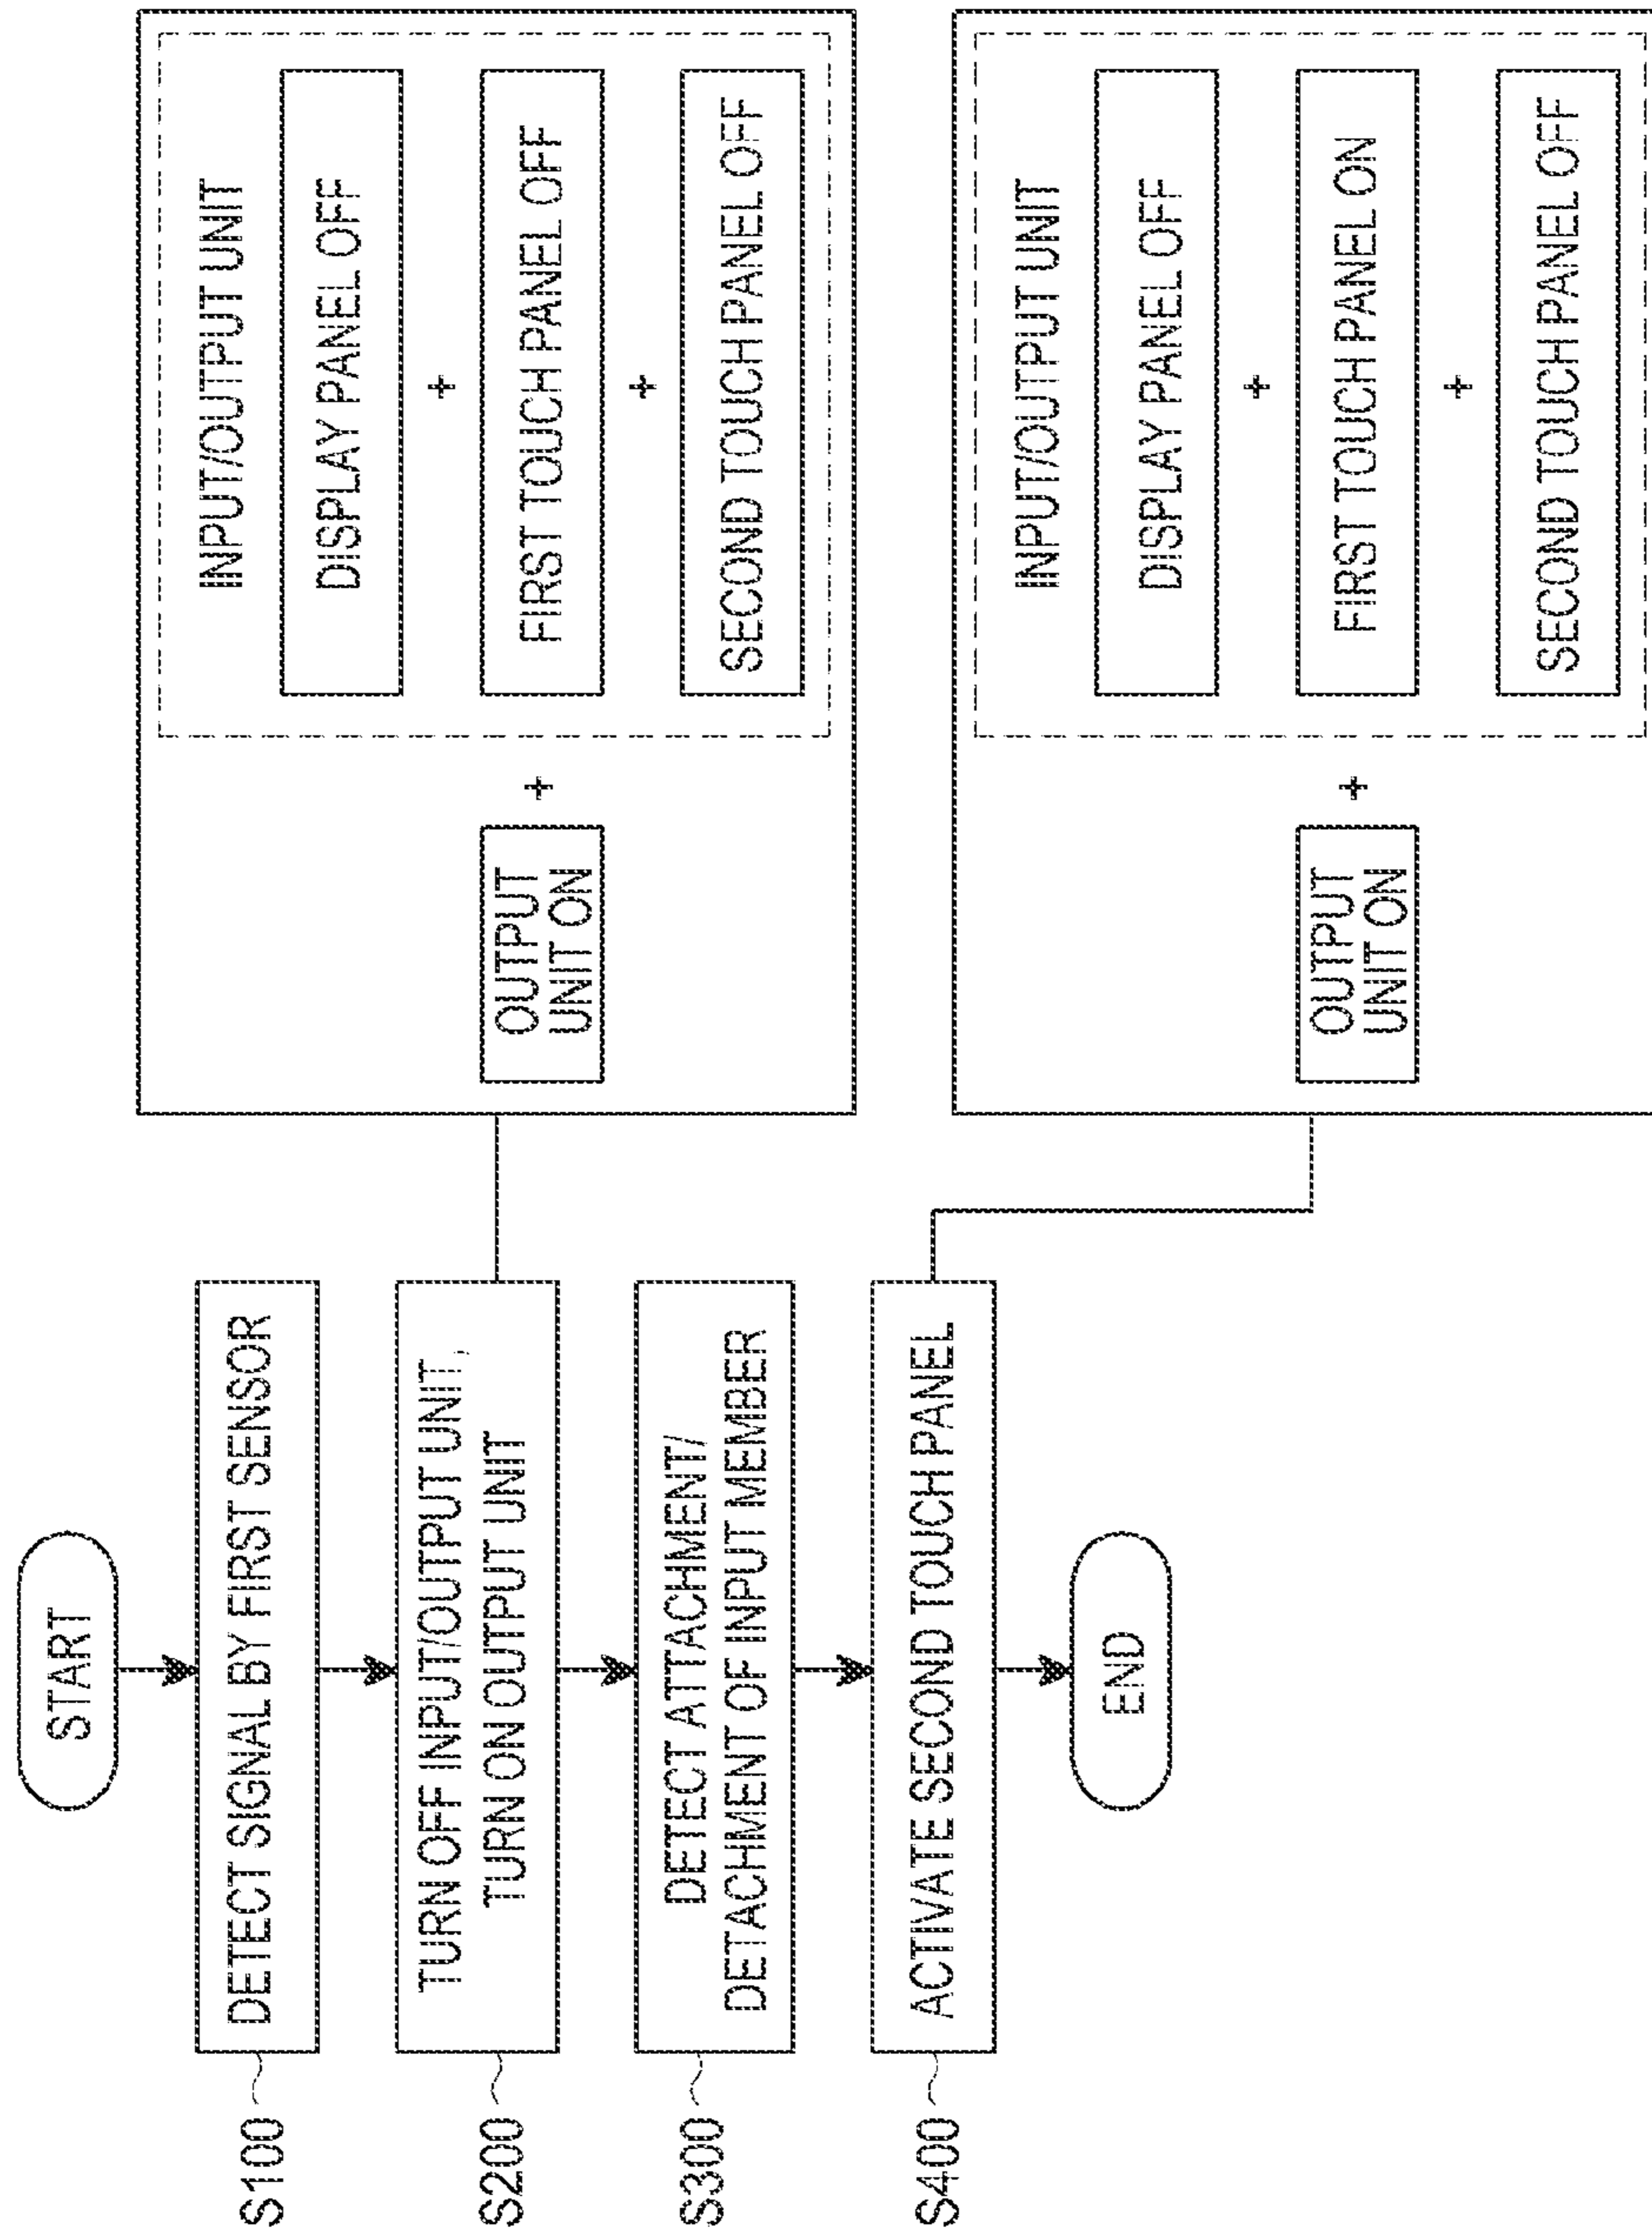 START
S100
DETECT SIGNAL BY FIRST SENSOR
S200
TURN OFF INPUT/OUTPUT UNIT,
TURN ON OUTPUT UNIT
OUTPUT
UNIT ON
+
INPUT/OUTPUT UNIT
DISPLAY PANEL OFF
+
FIRST TOUCH PANEL OFF
+
SECOND TOUCH PANEL OFF
S300
DETECT ATTACHMENT/
DETACHMENT OF INPUT MEMBER
S400
ACTIVATE SECOND TOUCH PANEL
OUTPUT
UNIT ON
+
INPUT/OUTPUT UNIT
DISPLAY PANEL OFF
+
FIRST TOUCH PANEL ON
+
SECOND TOUCH PANEL OFF
END